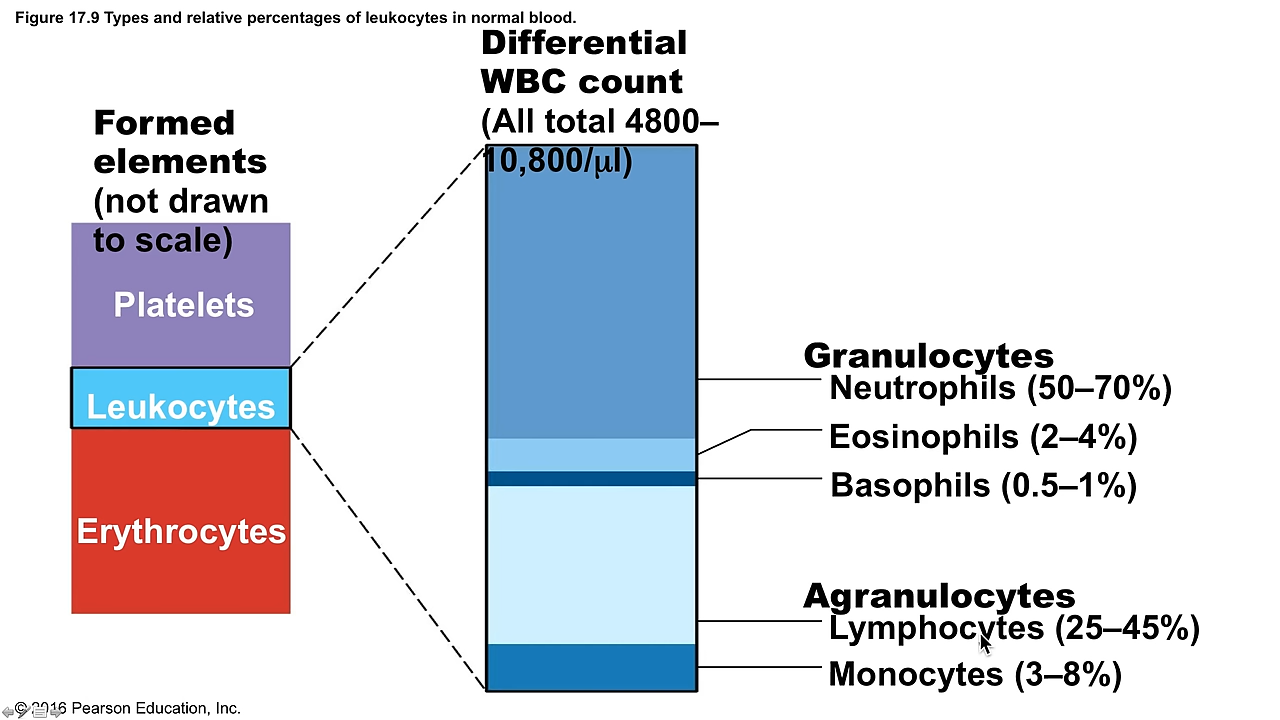 Figure 17.9 Types and relative percentages of leukocytes in normal blood.
Differential
WBC count
(All total 4800–
10,800/μl)
Formed
elements
(not drawn
to scale)
Platelets
Leukocytes
Erythrocytes
Granulocytes
Neutrophils (50–70%)
Eosinophils (2–4%)
Basophils (0.5–1%)
Agranulocytes
Lymphocytes (25–45%)
Monocytes (3–8%)
© 2016 Pearson Education, Inc.